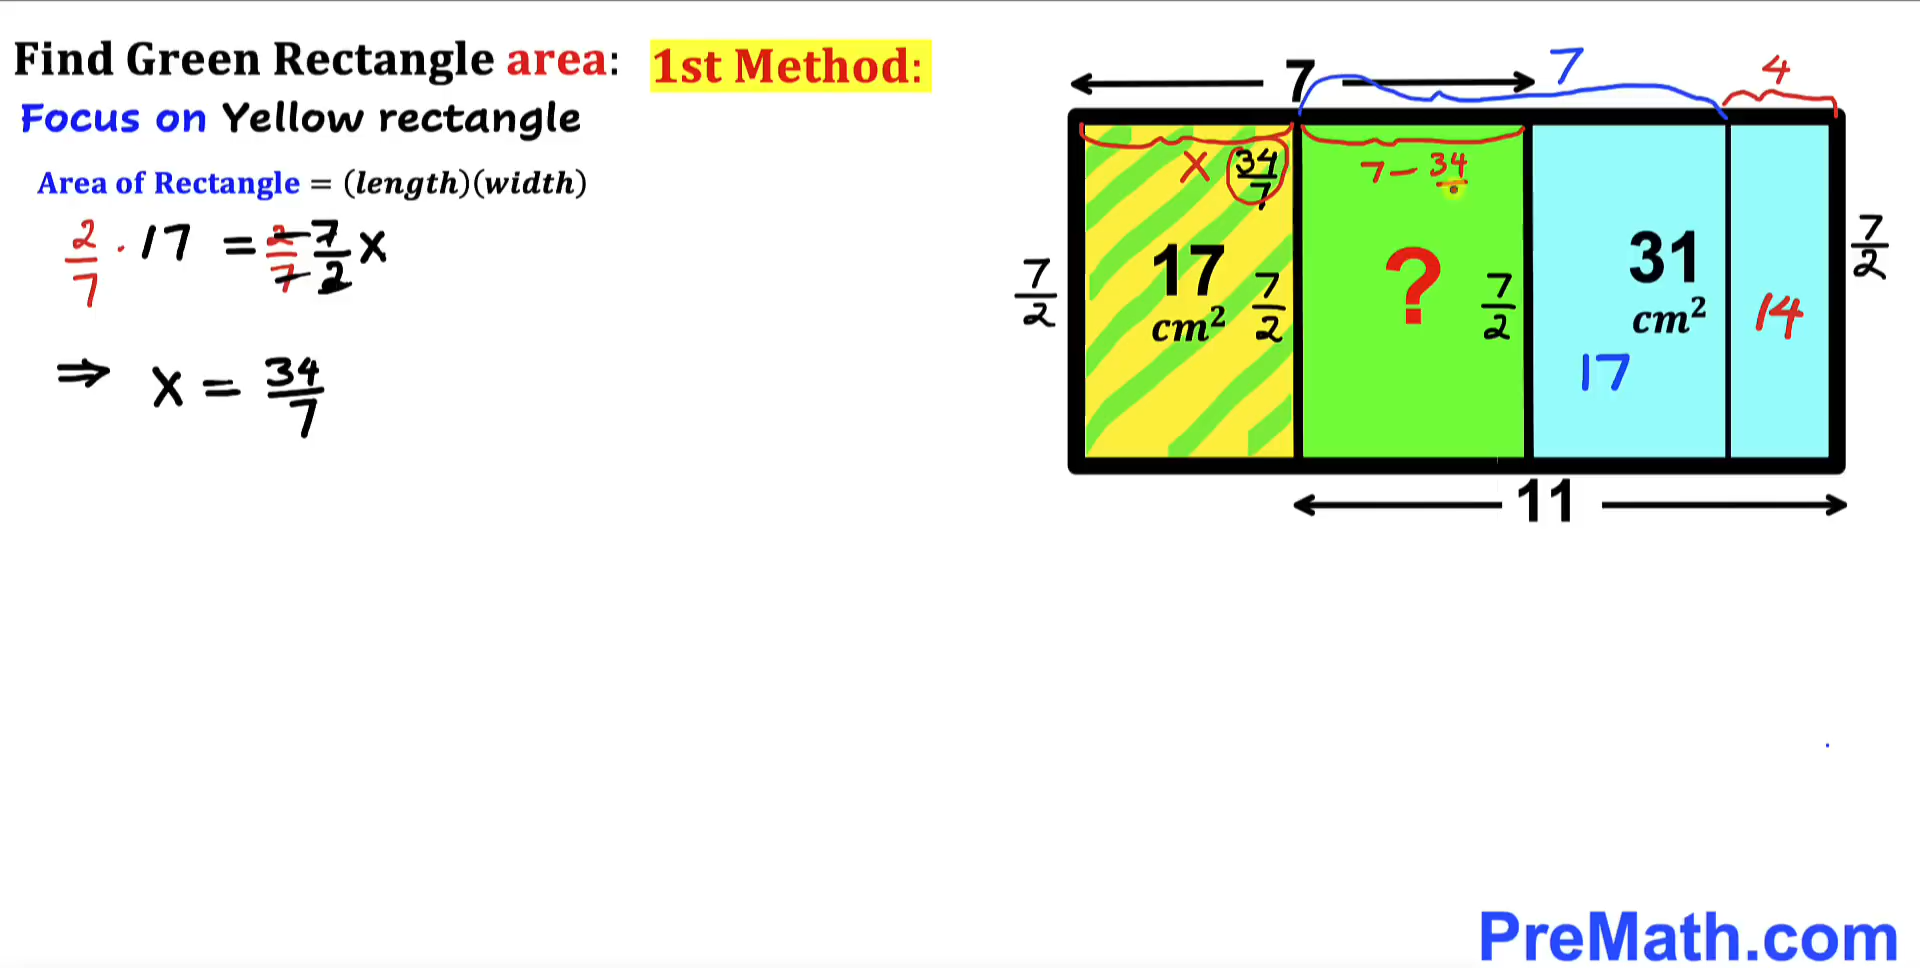 Find Green Rectangle area: 1st Method:
Focus on Yellow rectangle
Area of Rectangle = (length)(width)
2/7 · 17 = 2/7 7/2 x
⇒ x = 34/7
7
7
4
x 34/7
7 - 34
7/2
17 cm²
7/2
?
7/2
31 cm²
17
14
7/2
11
PreMath.com